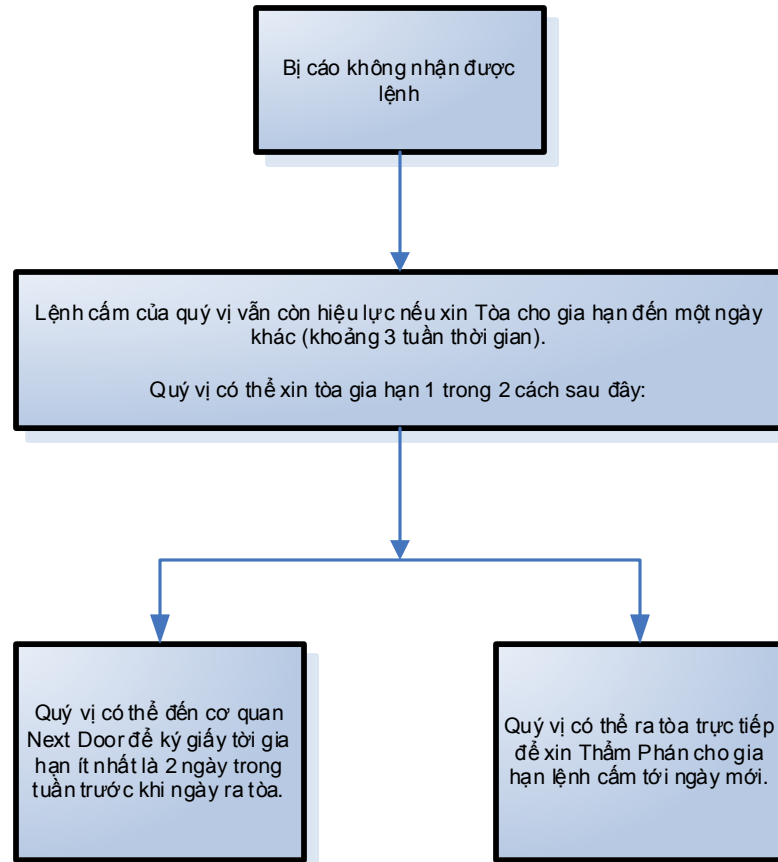 Bị cáo không nhận được
lệnh
Lệnh cấm của quý vị vẫn còn hiệu lực nếu xin Tòa cho gia hạn đến một ngày
khác (khoảng 3 tuần thời gian).
Quý vị có thể xin tòa gia hạn 1 trong 2 cách sau đây:
Quý vị có thể đến cơ quan
Next Door để ký giấy tời gia
hạn ít nhất là 2 ngày trong
tuần trước khi ngày ra tòa.
Quý vị có thể ra tòa trực tiếp
để xin Thẩm Phán cho gia
hạn lệnh cấm tới ngày mới.